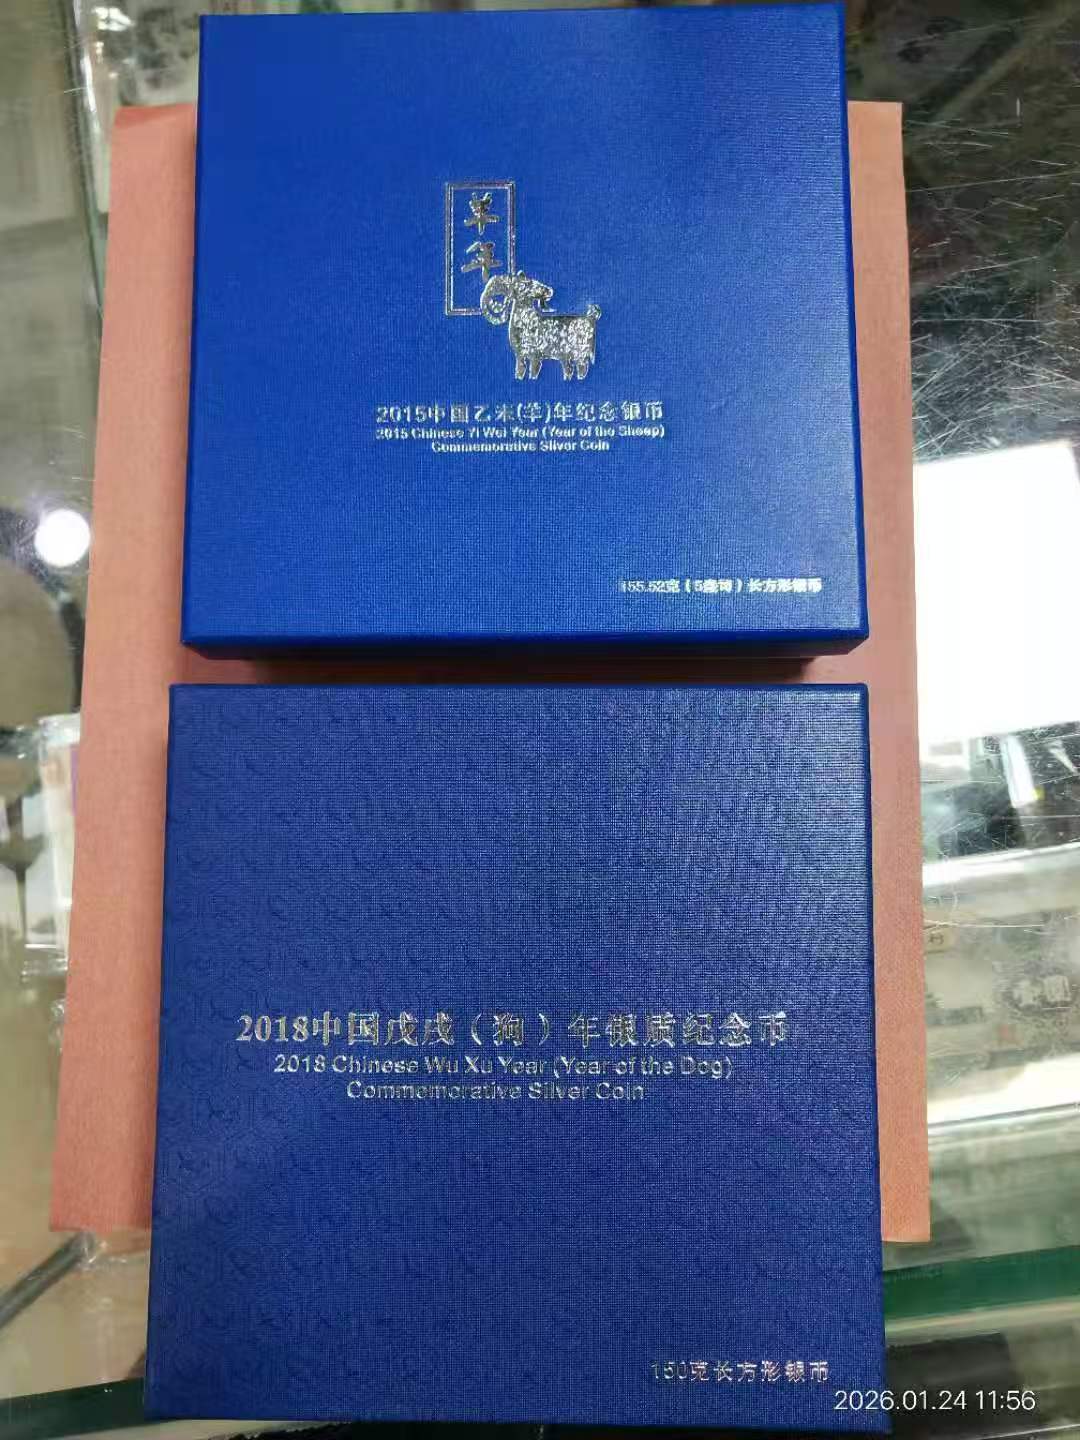 羊年
2015中国乙未(羊)年纪念银币
2015 Chinese Yi Wei Year (Year of the Sheep)
Commemorative Silver Coin
155.52克（5盎司）长方形银币
2018中国戊戌（狗）年银质纪念币
2018 Chinese Wu Xu Year (Year of the Dog)
Commemorative Silver Coin
150克长方形银币
2026.01.24 11:56